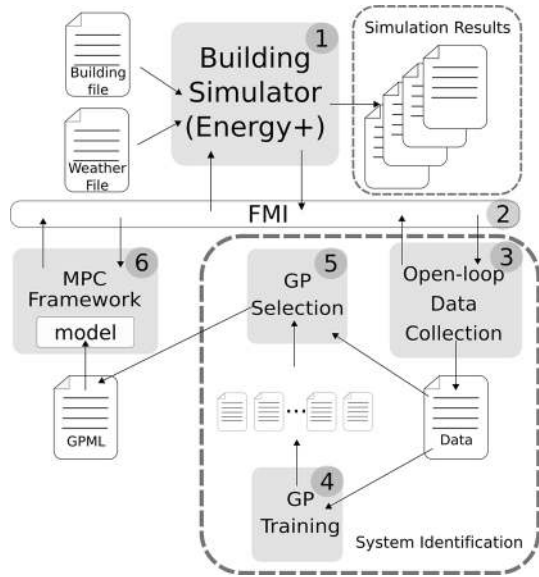 1
Simulation Results
Building
file
Building
Simulator
(Energy+)
Weather
File
FMI
2
6
MPC
Framework
model
5
GP
Selection
3
Open-loop
Data
Collection
GPML
...
Data
4
GP
Training
System Identification